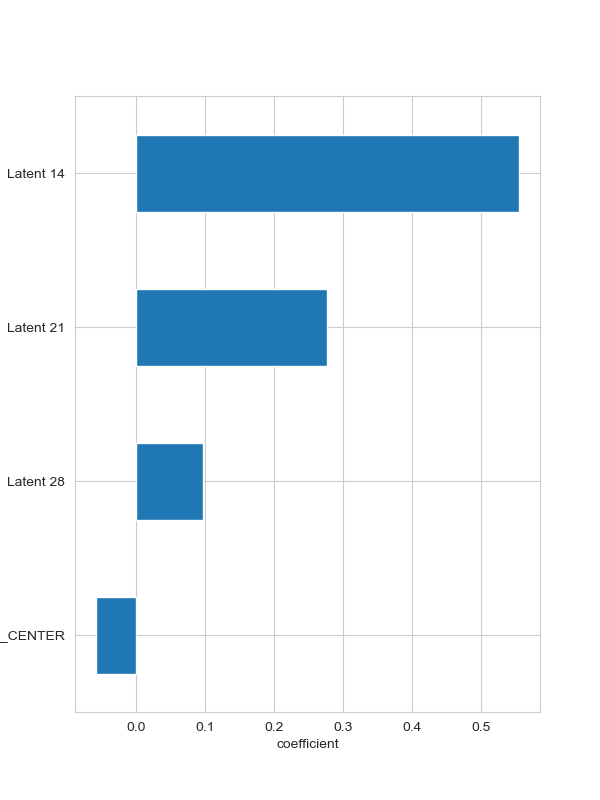 Latent 14
Latent 21
Latent 28
_CENTER
0.0 0.1 0.2 0.3 0.4 0.5
coefficient